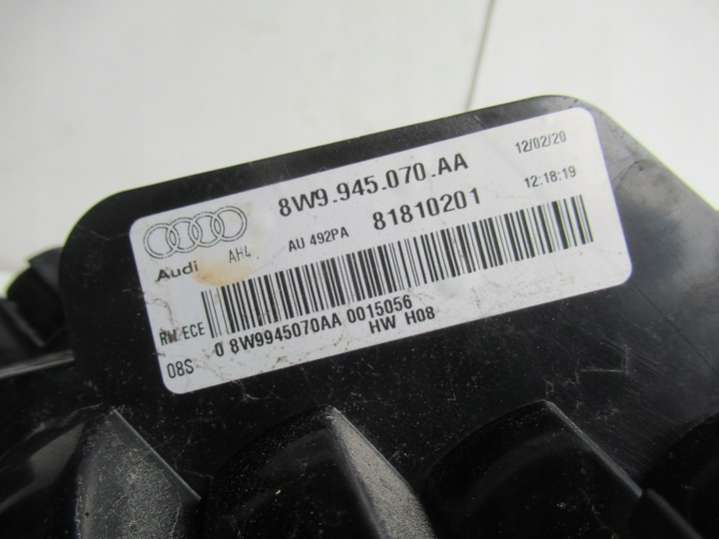 8W9.945.070.AA 12/02/20
81810201 12:18:19
Audi AH4 AU 492PA
RW ECE
08S 0 8W9945070AA 0015056
HW H08